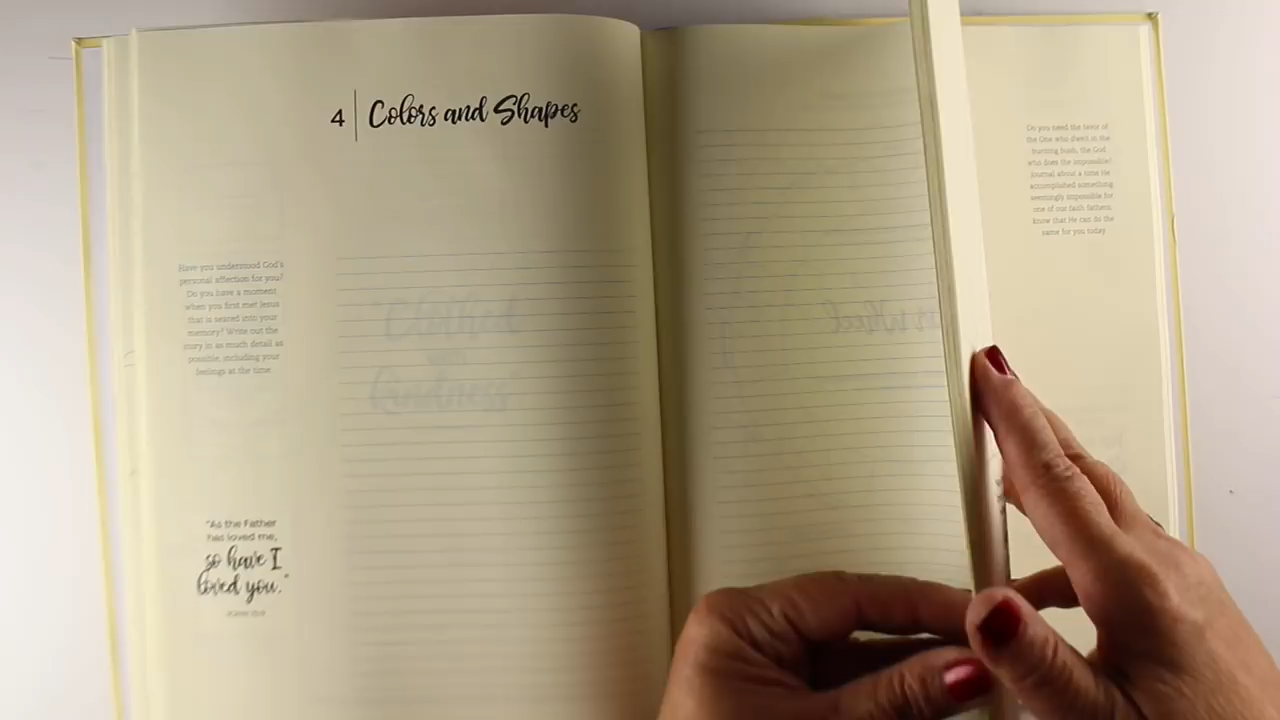 4 | Colors and Shapes
Have you understood God's
personal affection for you?
Do you have a moment
when you first met Jesus
that is seared into your
memory? Write out the
story in as much detail as
possible, including your
feelings at the time.
"As the Father
has loved me,
so have I
loved you."
"Clothed
Kindness"
Wheel
Do you need the favor of
the One who dwelt in the
burning bush, the God
who does the impossible?
Journal about a time He
accomplished something
seemingly impossible for
one of our faith fathers.
Know that He can do the
same for you today.